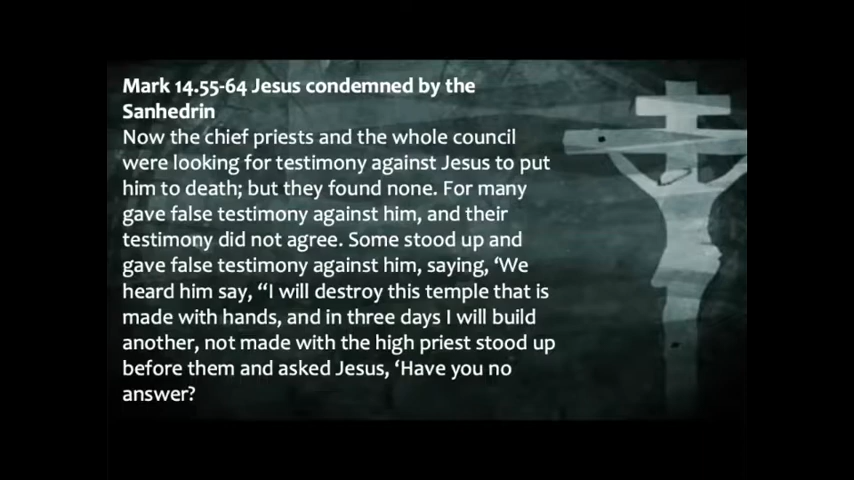 Mark 14.55-64 Jesus condemned by the
Sanhedrin
Now the chief priests and the whole council
were looking for testimony against Jesus to put
him to death; but they found none. For many
gave false testimony against him, and their
testimony did not agree. Some stood up and
gave false testimony against him, saying, ‘We
heard him say, “I will destroy this temple that is
made with hands, and in three days I will build
another, not made with the high priest stood up
before them and asked Jesus, ‘Have you no
answer?